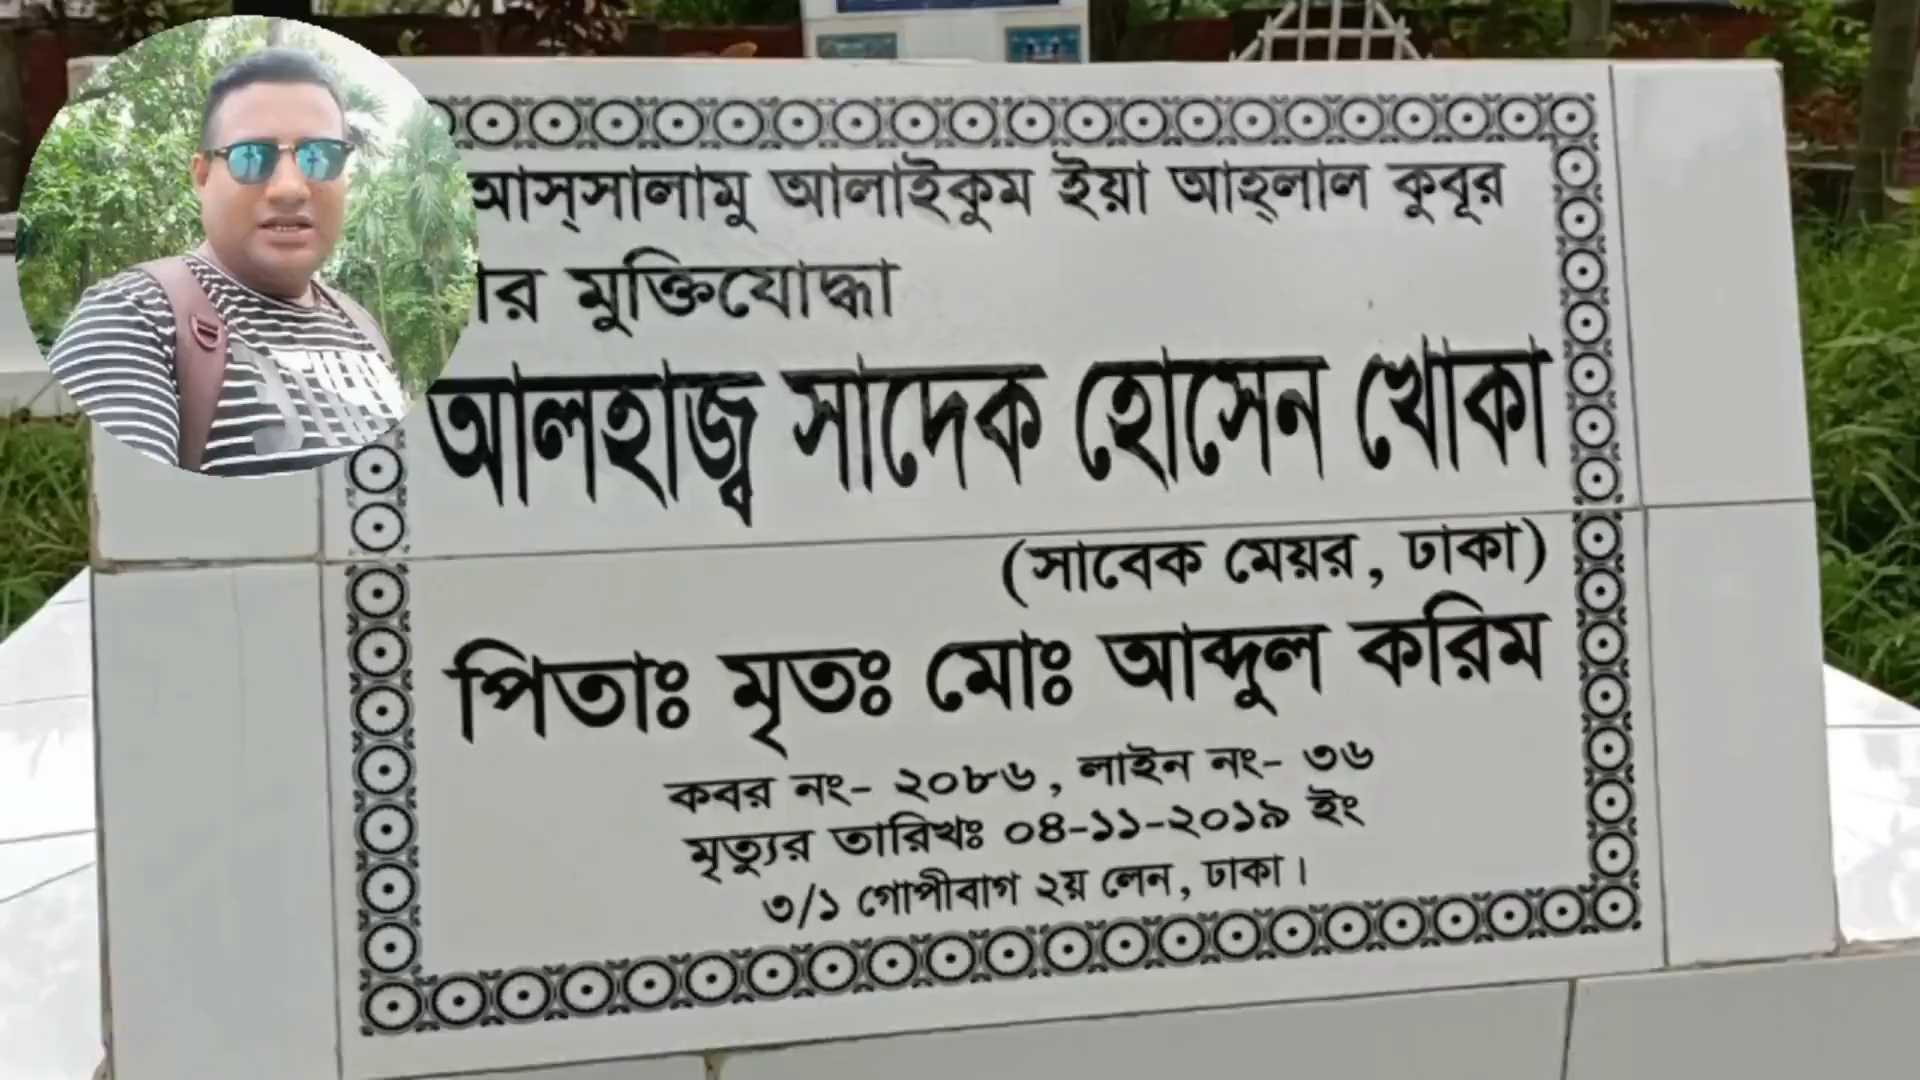 আস্সালামু আলাইকুম ইয়া আহ্লাল কুবূর
মুক্তিযোদ্ধা
আলহাজ্ব সাদেক হোসেন খোকা
(সাবেক মেয়র, ঢাকা)
পিতাঃ মৃতঃ মোঃ আব্দুল করিম
কবর নং- ২০৮৬, লাইন নং- ৩৬
মৃত্যুর তারিখঃ ০৪-১১-২০১৯ ইং
৩/১ গোপীবাগ ২য় লেন, ঢাকা।